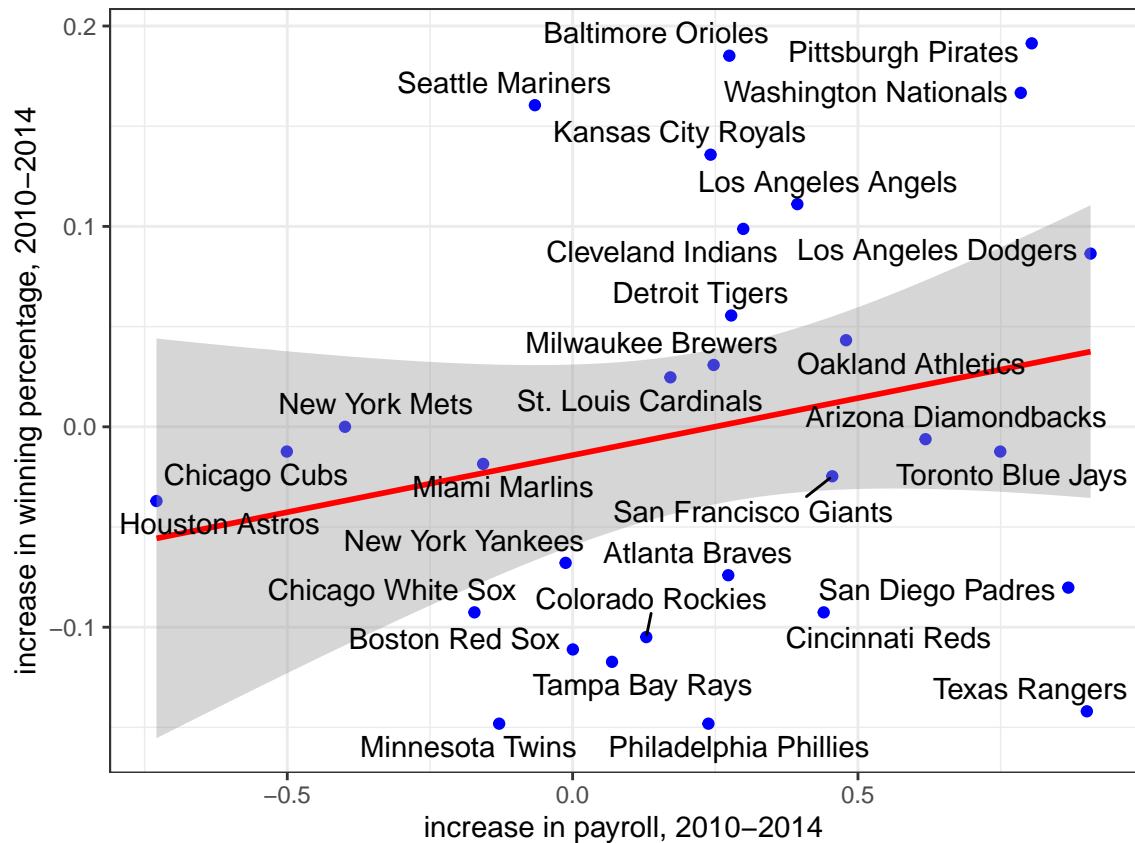 0.2
0.1
0.0
−0.1
increase in winning percentage, 2010−2014
Baltimore Orioles
Pittsburgh Pirates
Seattle Mariners
Washington Nationals
Kansas City Royals
Los Angeles Angels
Cleveland Indians
Los Angeles Dodgers
Detroit Tigers
Milwaukee Brewers
Oakland Athletics
St. Louis Cardinals
New York Mets
Arizona Diamondbacks
Chicago Cubs
Toronto Blue Jays
Miami Marlins
San Francisco Giants
Houston Astros
New York Yankees
Atlanta Braves
Chicago White Sox
San Diego Padres
Colorado Rockies
Boston Red Sox
Cincinnati Reds
Tampa Bay Rays
Texas Rangers
Minnesota Twins
Philadelphia Phillies
−0.5
0.0
0.5
increase in payroll, 2010−2014